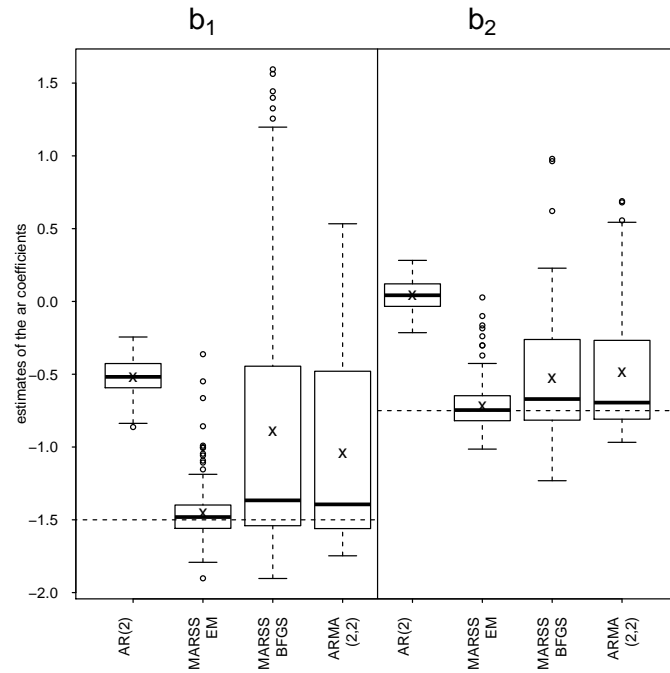 b1
b2
estimates of the ar coefficients
1.5
1.0
0.5
0.0
−0.5
−1.0
−1.5
−2.0
x
x
x
x
x
x
x
x
AR(2)
MARSS
EM
MARSS
BFGS
ARMA
(2,2)
AR(2)
MARSS
EM
MARSS
BFGS
ARMA
(2,2)